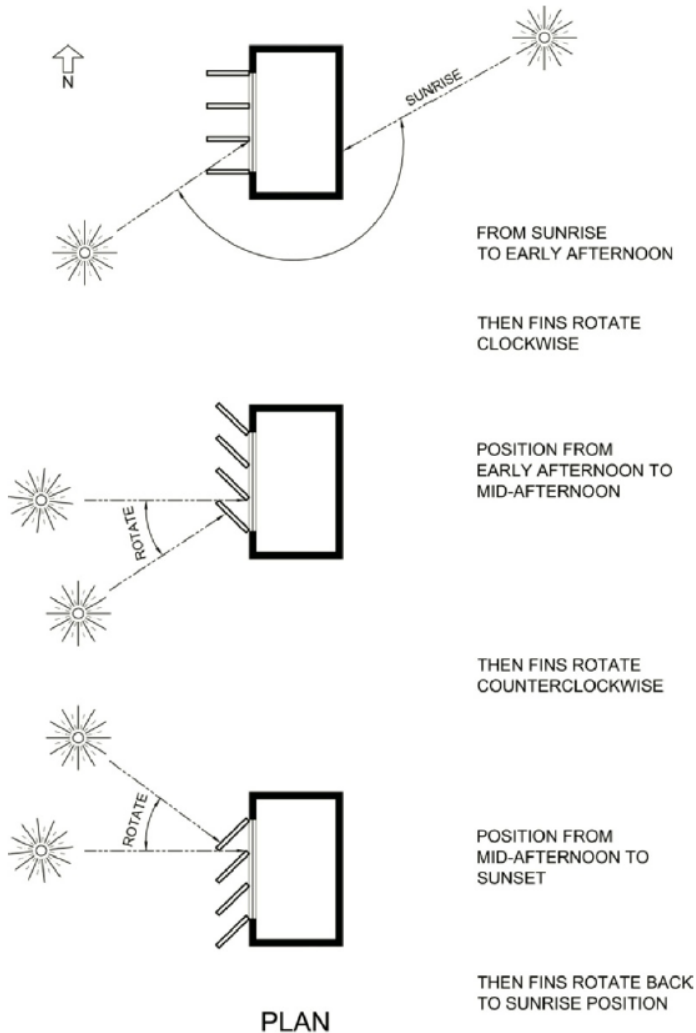 N
SUNRISE
FROM SUNRISE
TO EARLY AFTERNOON
THEN FINS ROTATE
CLOCKWISE
POSITION FROM
EARLY AFTERNOON TO
MID-AFTERNOON
ROTATE
THEN FINS ROTATE
COUNTERCLOCKWISE
ROTATE
POSITION FROM
MID-AFTERNOON TO
SUNSET
THEN FINS ROTATE BACK
TO SUNRISE POSITION
PLAN